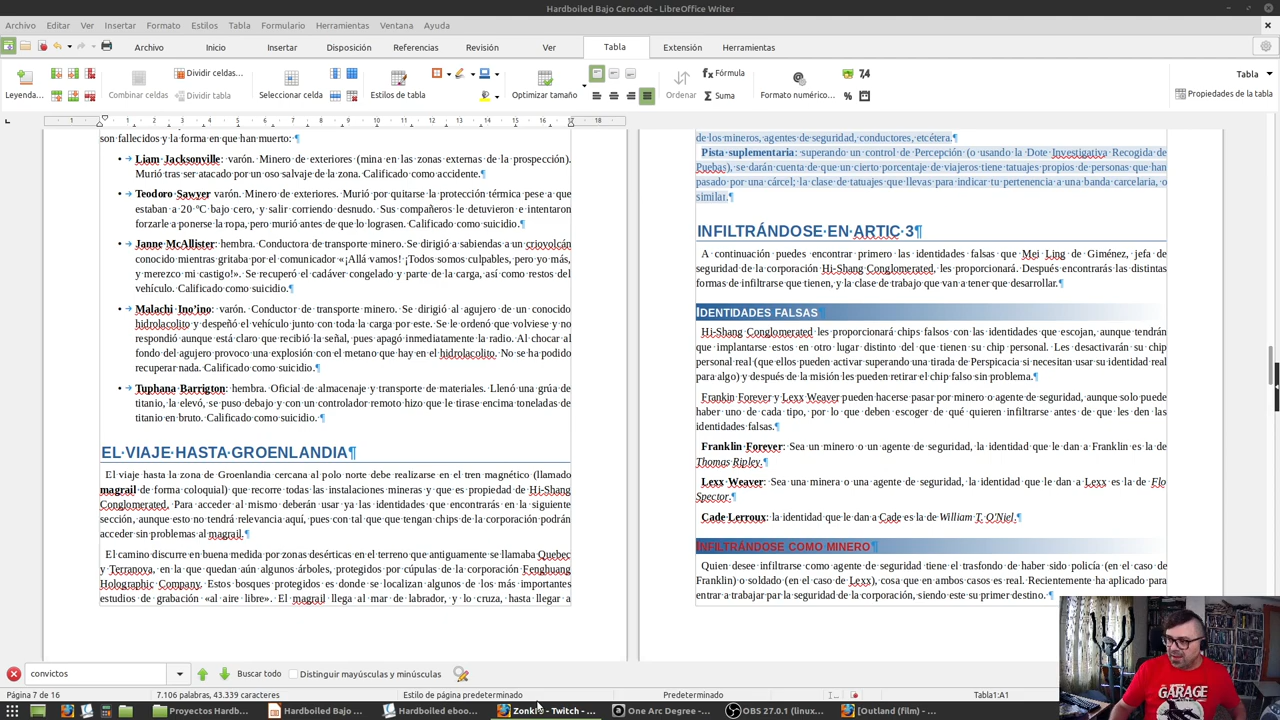 Hardboiled Bajo Cero.odt - LibreOffice Writer
Archivo Editar Ver Insertar Formato Estilos Tabla Formulario Herramientas Ventana Ayuda
Archivo Inicio Insertar Disposición Referencias Revisión Ver Tabla Extensión Herramientas
Leyenda... Combinar celdas Dividir celdas... Dividir tabla Seleccionar celda Estilos de tabla Optimizar tamaño Ordenar Fórmula Suma Formato numérico... Tabla Propiedades de la tabla
son fallecidos y la forma en que han muerto:
Liam Jacksonville: varón. Minero de exteriores (mina en las zonas externas de la prospección).
Murió tras ser atacado por un oso salvaje de la zona. Calificado como accidente.
Teodoro Sawyer varón. Minero de exteriores. Murió por quitarse la protección térmica pese a que
estaban a 20 ºC bajo cero, y salir corriendo desnudo. Sus compañeros le detuvieron e intentaron
forzarle a ponerse la ropa, pero murió antes de que lo lograsen. Calificado como suicidio.
Janne McAllister: hembra. Conductora de transporte minero. Se dirigió a sabiendas a un criovolcán
conocido mientras gritaba por el comunicador «¡Allá vamos! ¡Todos somos culpables, pero yo más,
y merezco mi castigo!». Se recuperó el cadáver congelado y parte de la carga, así como restos del
vehículo. Calificado como suicidio.
Malachi Ino'ino: varón. Conductor de transporte minero. Se dirigió al agujero de un conocido
hidrolacolito y despeñó el vehículo junto con toda la carga por este. Se le ordenó que volviese y no
respondió aunque está claro que recibió la señal, pues apagó inmediatamente la radio. Al chocar al
fondo del agujero provoco una explosión con el metano que hay en el hidrolacolito. No se ha podido
recuperar nada. Calificado como suicidio.
Tuphana Barrigton: hembra. Oficial de almacenaje y transporte de materiales. Llenó una grúa de
titanio, la elevó, se puso debajo y con un controlador remoto hizo que le tirase encima toneladas de
titanio en bruto. Calificado como suicidio.
EL VIAJE HASTA GROENLANDIA
El viaje hasta la zona de Groenlandia cercana al polo norte debe realizarse en el tren magnético (llamado
magrail de forma coloquial) que recorre todas las instalaciones mineras y que es propiedad de Hi-Shang
Conglomerated. Para acceder al mismo deberán usar ya las identidades que encontrarás en la siguiente
sección, aunque esto no tendrá relevancia aquí, pues con tal que que tengan chips de la corporación podrán
acceder sin problemas al magrail.
El camino discurre en buena medida por zonas desérticas en el terreno que antiguamente se llamaba Quebec
y Terranova, en la que quedan aún algunos árboles, protegidos por cúpulas de la corporación Fenghuang
Holographic Company. Estos bosques protegidos es donde se localizan algunos de los más importantes
estudios de grabación «al aire libre». El magrail llega al mar de labrador, y lo cruza, hasta llegar a
de los mineros, agentes de seguridad, conductores, etcétera.
Pista suplementaria: superando un control de Percepción (o usando la Dote Investigativa Recogida de
Puebas), se darán cuenta de que un cierto porcentaje de viajeros tiene tatuajes propios de personas que han
pasado por una cárcel; la clase de tatuajes que llevas para indicar tu pertenencia a una banda carcelaria, o
similar.
INFILTRÁNDOSE EN ARTIC 3
A continuación puedes encontrar primero las identidades falsas que Mei Ling de Giménez, jefa de
seguridad de la corporación Hi-Shang Conglomerated, les proporcionará. Después encontrarás las distintas
formas de infiltrarse que tienen, y la clase de trabajo que van a tener que desarrollar.
IDENTIDADES FALSAS
Hi-Shang Conglomerated les proporcionará chips falsos con las identidades que escojan, aunque tendrán
que implantarse estos en otro lugar distinto del que tienen su chip personal. Les desactivarán su chip
personal real (que ellos pueden activar superando una tirada de Perspicacia si necesitan usar su identidad real
para algo) y después de la misión les pueden retirar el chip falso sin problema.
Frankin Forever y Lexx Weaver pueden hacerse pasar por minero o agente de seguridad, aunque solo puede
haber uno de cada tipo, por lo que deben escoger de qué quieren infiltrarse antes de que les den las
identidades falsas.
Franklin Forever: Sea un minero o un agente de seguridad, la identidad que le dan a Franklin es la de
Thomas Ripley.
Lexx Weaver: Sea una minera o una agente de seguridad, la identidad que le dan a Lexx es la de Flo
Spector.
Cade Lerroux: la identidad que le dan a Cade es la de William T. O'Niel.
INFILTRÁNDOSE COMO MINERO
Quien desee infiltrarse como agente de seguridad tiene el trasfondo de haber sido policía (en el caso de
Franklin) o soldado (en el caso de Lexx), cosa que en ambos casos es real. Recientemente ha aplicado para
entrar a trabajar par la seguridad de la corporación, siendo este su primer destino.
GARAGE
convictos Buscar todo Distinguir mayúsculas y minúsculas
Página 7 de 16 7.106 palabras, 43.339 caracteres Estilo de página predeterminado Predeterminado Tabla1:A1
Proyectos Hardb... Hardboiled Bajo ... Hardboiled eboo... Zonk - Twitch - ... One Arc Degree -... OBS 27.0.1 (linux... [Outland (film) - ...